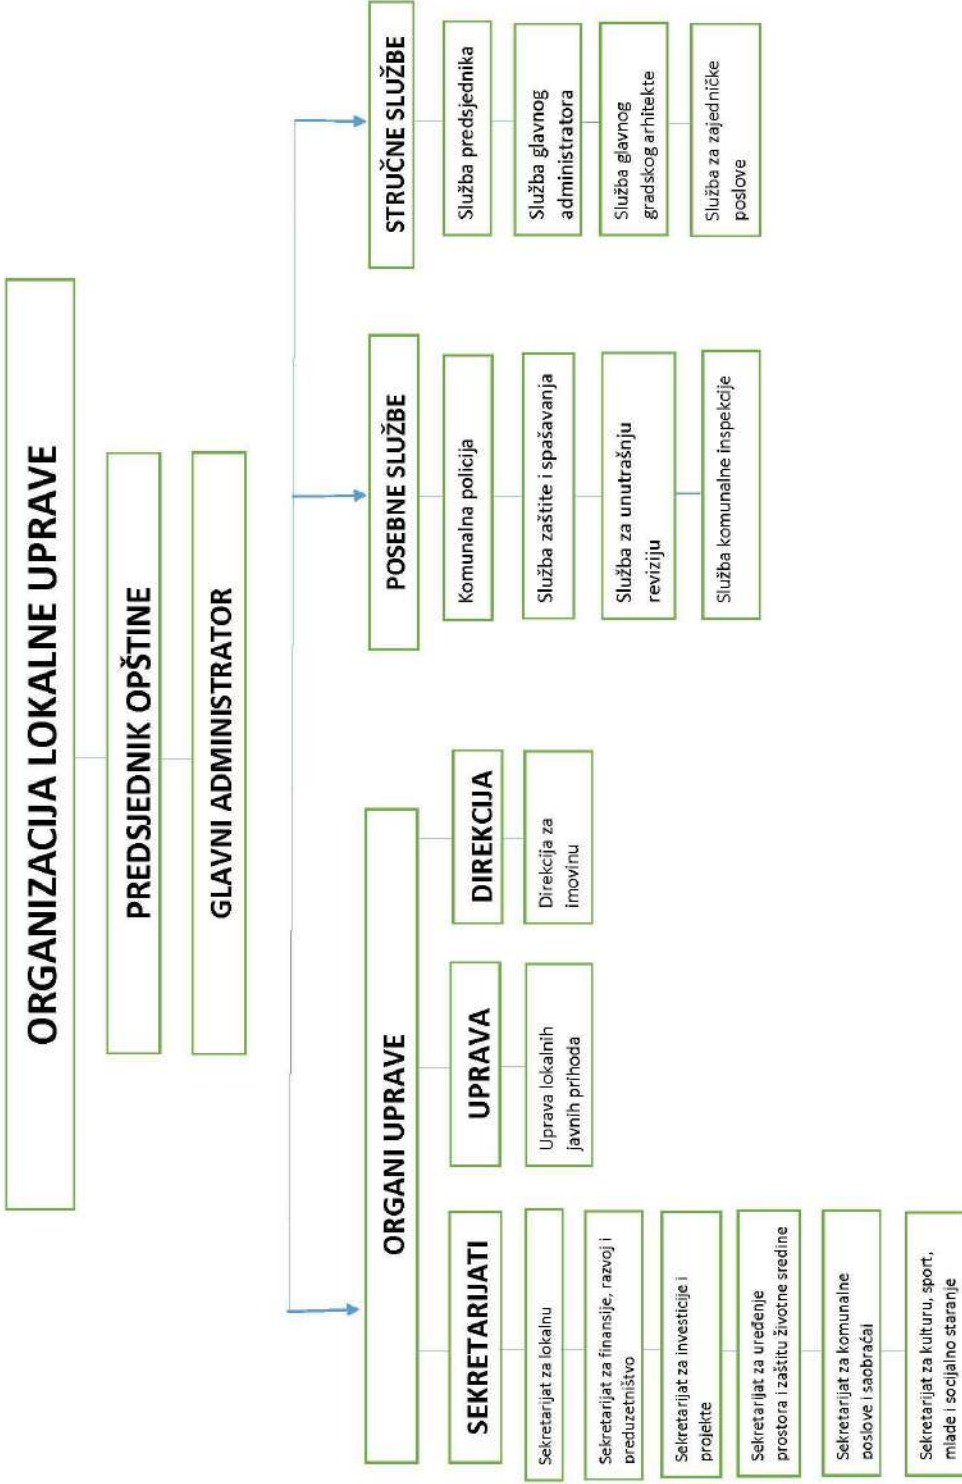 ORGANIZACIJA LOKALNE UPRAVE
PREDSJEDNIK OPŠTINE
GLAVNI ADMINISTRATOR
ORGANI UPRAVE
SEKRETARIJATI
Sekretarijat za lokalnu
Sekretarijat za finansije, razvoj i
preduzetništvo
Sekretarijat za investicije i
projekte
Sekretarijat za uređenje
prostora i zaštitu životne sredine
Sekretarijat za komunalne
poslove i saobraćaj
Sekretarijat za kulturu, sport,
mlade i socijalno staranje
UPRAVA
Uprava lokalnih
javnih prihoda
DIREKCIJA
Direkcija za
imovinu
POSEBNE SLUŽBE
Komunalna policija
Služba zaštite i spašavanja
Služba za unutrašnju
reviziju
Služba komunalne inspekcije
STRUČNE SLUŽBE
Služba predsjednika
Služba glavnog
administratora
Služba glavnog
gradskog arhitekte
Služba za zajedničke
poslove